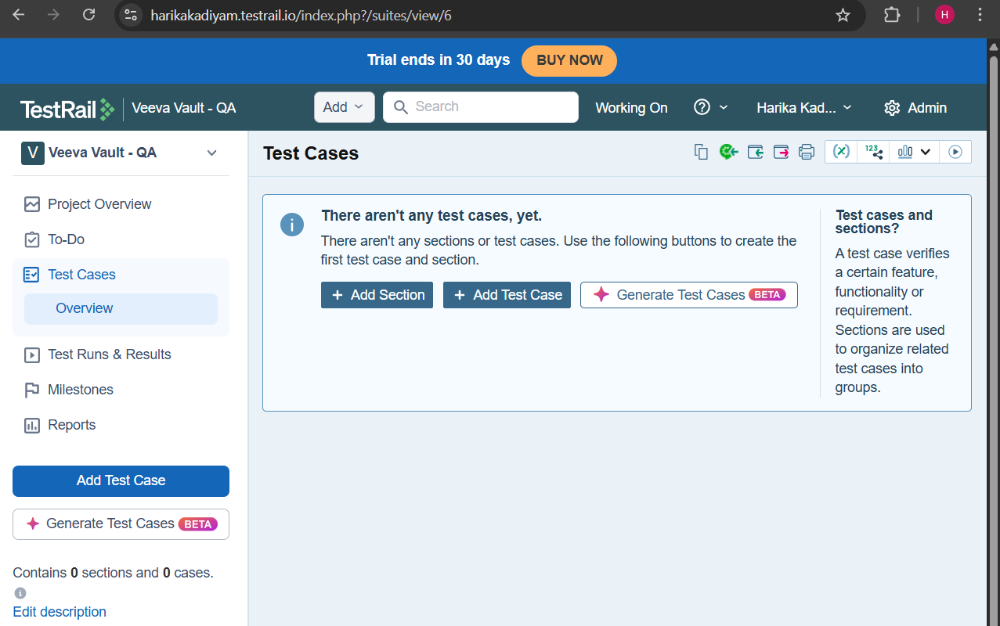 harikakadiyam.testrail.io/index.php?/suites/view/6
H
Trial ends in 30 days
BUY NOW
TestRail
Veeva Vault - QA
Add
Search
Working On
Harika Kad...
Admin
V
Veeva Vault - QA
Project Overview
To-Do
Test Cases
Overview
Test Runs & Results
Milestones
Reports
Add Test Case
Generate Test Cases BETA
Contains 0 sections and 0 cases.
Edit description
Test Cases
123
There aren't any test cases, yet.
There aren't any sections or test cases. Use the following buttons to create the
first test case and section.
+ Add Section
+ Add Test Case
Generate Test Cases BETA
Test cases and
sections?
A test case verifies
a certain feature,
functionality or
requirement.
Sections are used
to organize related
test cases into
groups.